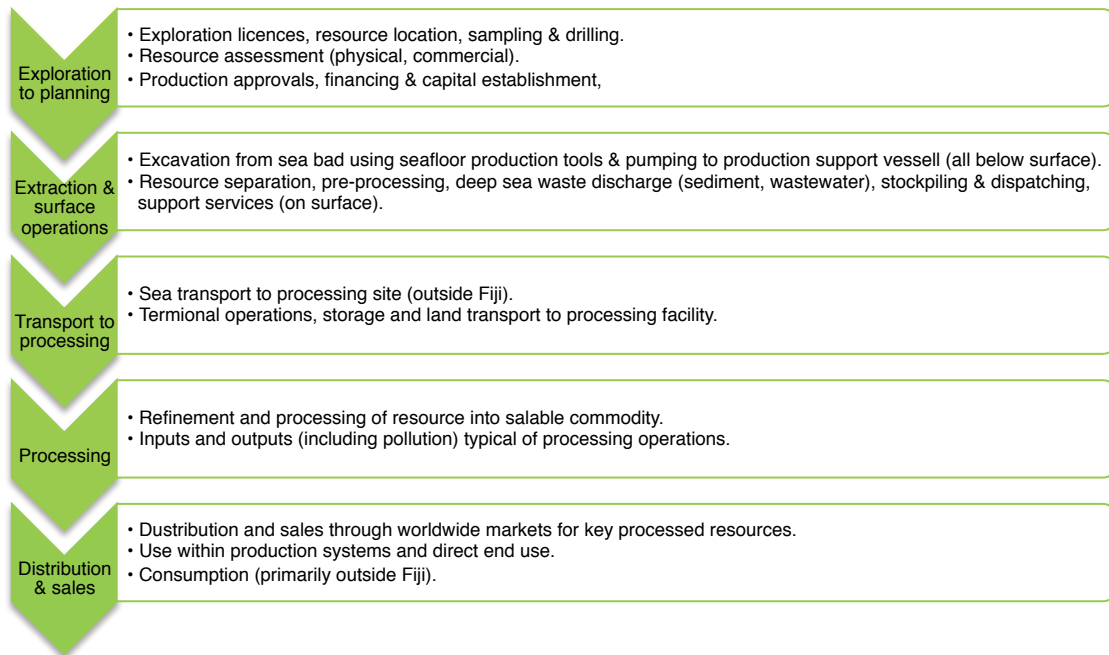 Exploration
to planning
• Exploration licences, resource location, sampling & drilling.
• Resource assessment (physical, commercial).
• Production approvals, financing & capital establishment,
Extraction &
surface
operations
• Excavation from sea bad using seafloor production tools & pumping to production support vessell (all below surface).
• Resource separation, pre-processing, deep sea waste discharge (sediment, wastewater), stockpiling & dispatching,
support services (on surface).
Transport to
processing
• Sea transport to processing site (outside Fiji).
• Termional operations, storage and land transport to processing facility.
Processing
• Refinement and processing of resource into salable commodity.
• Inputs and outputs (including pollution) typical of processing operations.
Distribution
& sales
• Dustribution and sales through worldwide markets for key processed resources.
• Use within production systems and direct end use.
• Consumption (primarily outside Fiji).